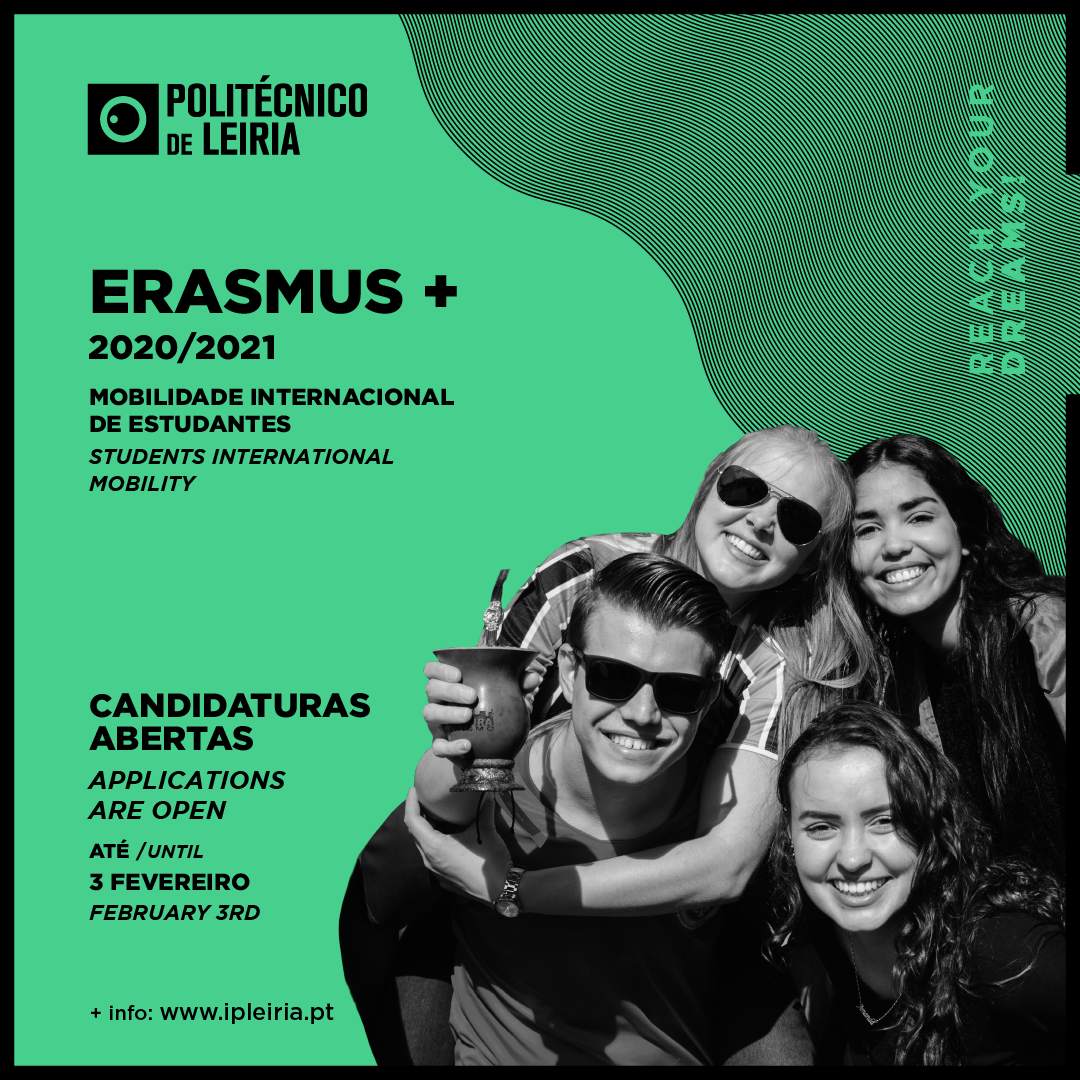 POLITÉCNICO
DE LEIRIA
REACH YOUR
DREAMS!
ERASMUS +
2020/2021
MOBILIDADE INTERNACIONAL
DE ESTUDANTES
STUDENTS INTERNATIONAL
MOBILITY
CANDIDATURAS
ABERTAS
APPLICATIONS
ARE OPEN
ATÉ /UNTIL
3 FEVEREIRO
FEBRUARY 3RD
+ info: www.ipleiria.pt